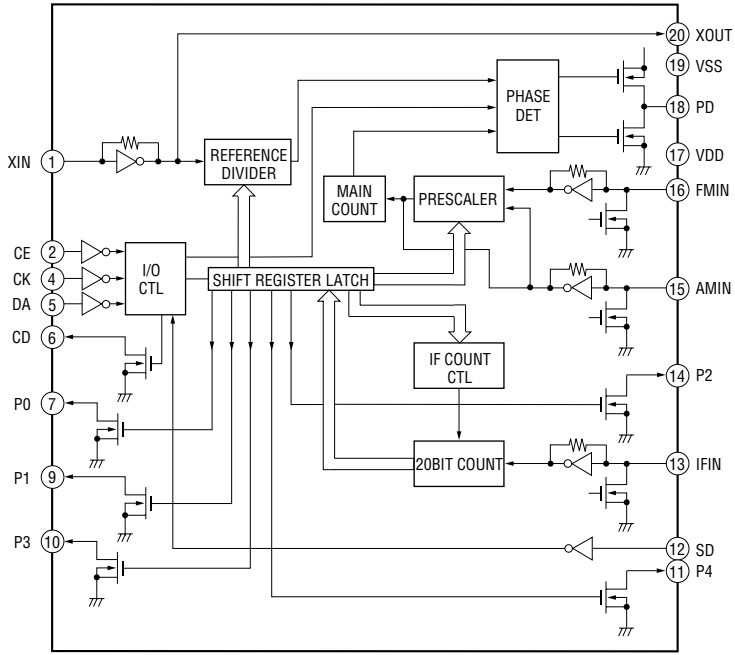 20 XOUT
19 VSS
PHASE
DET
18 PD
XIN 1
REFERENCE
DIVIDER
17 VDD
MAIN
COUNT
PRESCALER
16 FMIN
CE 2
I/O
CTL
CK 4
SHIFT REGISTER LATCH
15 AMIN
DA 5
CD 6
IF COUNT
CTL
14 P2
P0 7
20BIT COUNT
13 IFIN
P1 9
P3 10
12 SD
11 P4